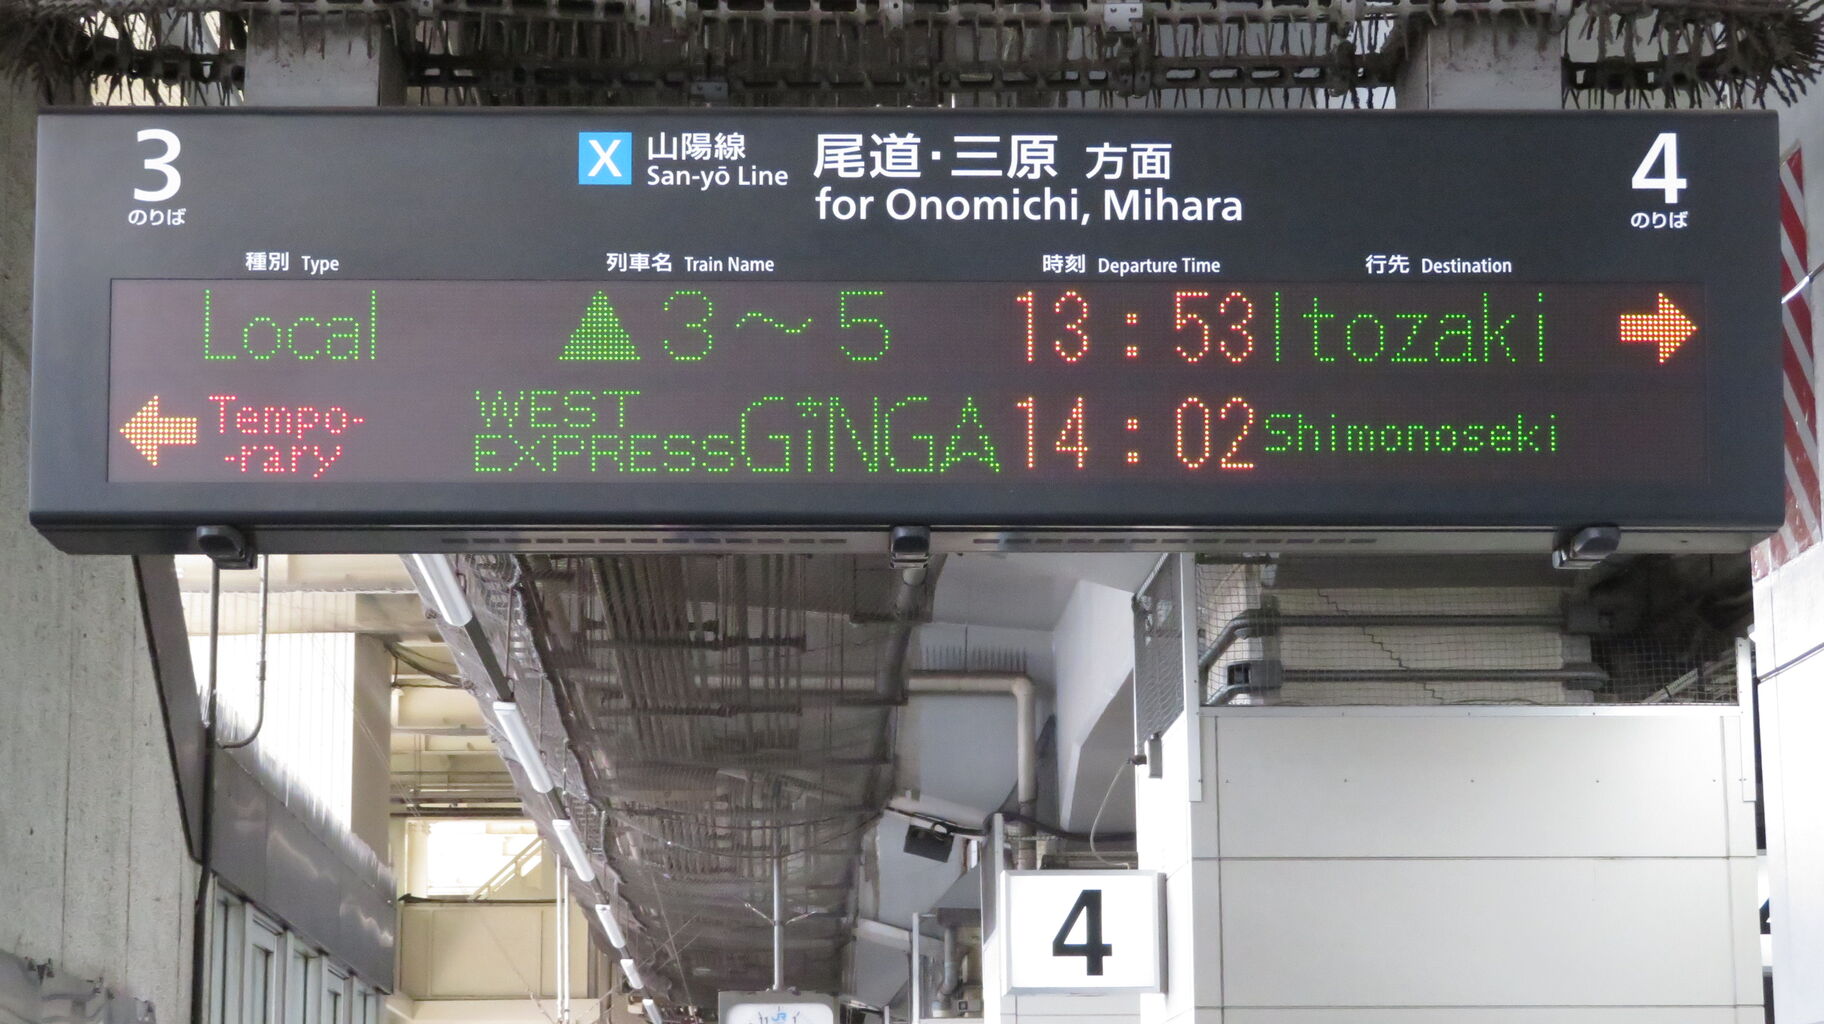 3
のりば
X 山陽線 尾道・三原 方面
San-yō Line for Onomichi, Mihara
4
のりば
種別 Type 列車名 Train Name 時刻 Departure Time 行先 Destination
Local ▲3～5 13:53 Itozaki →
← Tempo-
-rary WEST
EXPRESS GiNGA 14:02 Shimonoseki
4
JR